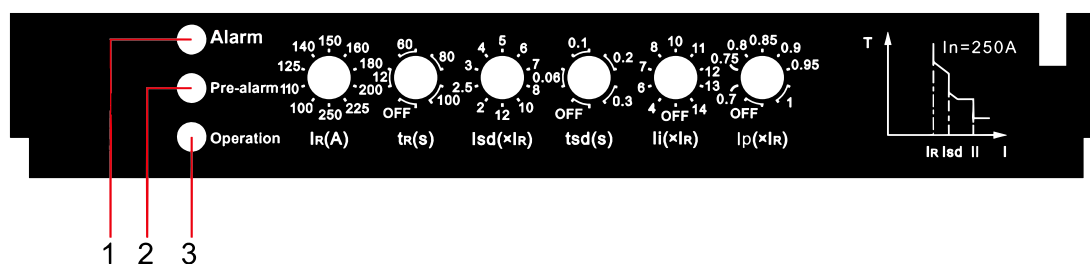 Alarm
Pre-alarm
Operation
100 110 125 140 150 160 180 200 225 250
IR(A)
OFF 12 60 80 100
tR(s)
2 2.5 3 4 5 6 7 8 10 12
Isd(×IR)
OFF 0.06 0.1 0.2 0.3
tsd(s)
4 6 7 8 10 11 12 13 14 OFF
Ii(×IR)
OFF 0.7 0.75 0.8 0.85 0.9 0.95 1
Ip(×IR)
T
In=250A
IR Isd II I
1 2 3